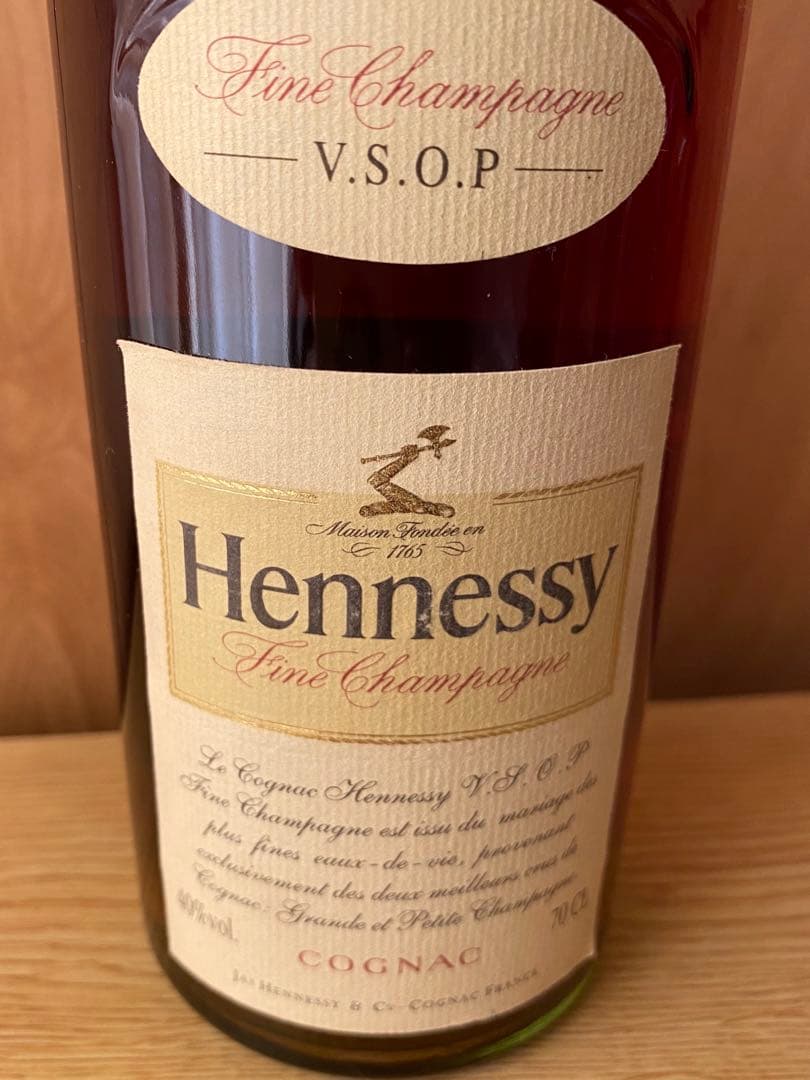 Fine Champagne
V.S.O.P
Maison Fondée en
1765
Hennessy
Fine Champagne
Le Cognac Hennessy V.S.O.P
Fine Champagne est issu du mariage des
plus fines eaux-de-vie, provenant
exclusivement des deux meilleurs crus de
Cognac: Grande et Petite Champagne.
40%vol. 70 Cl.
COGNAC
JAS HENNESSY & Co COGNAC FRANCE